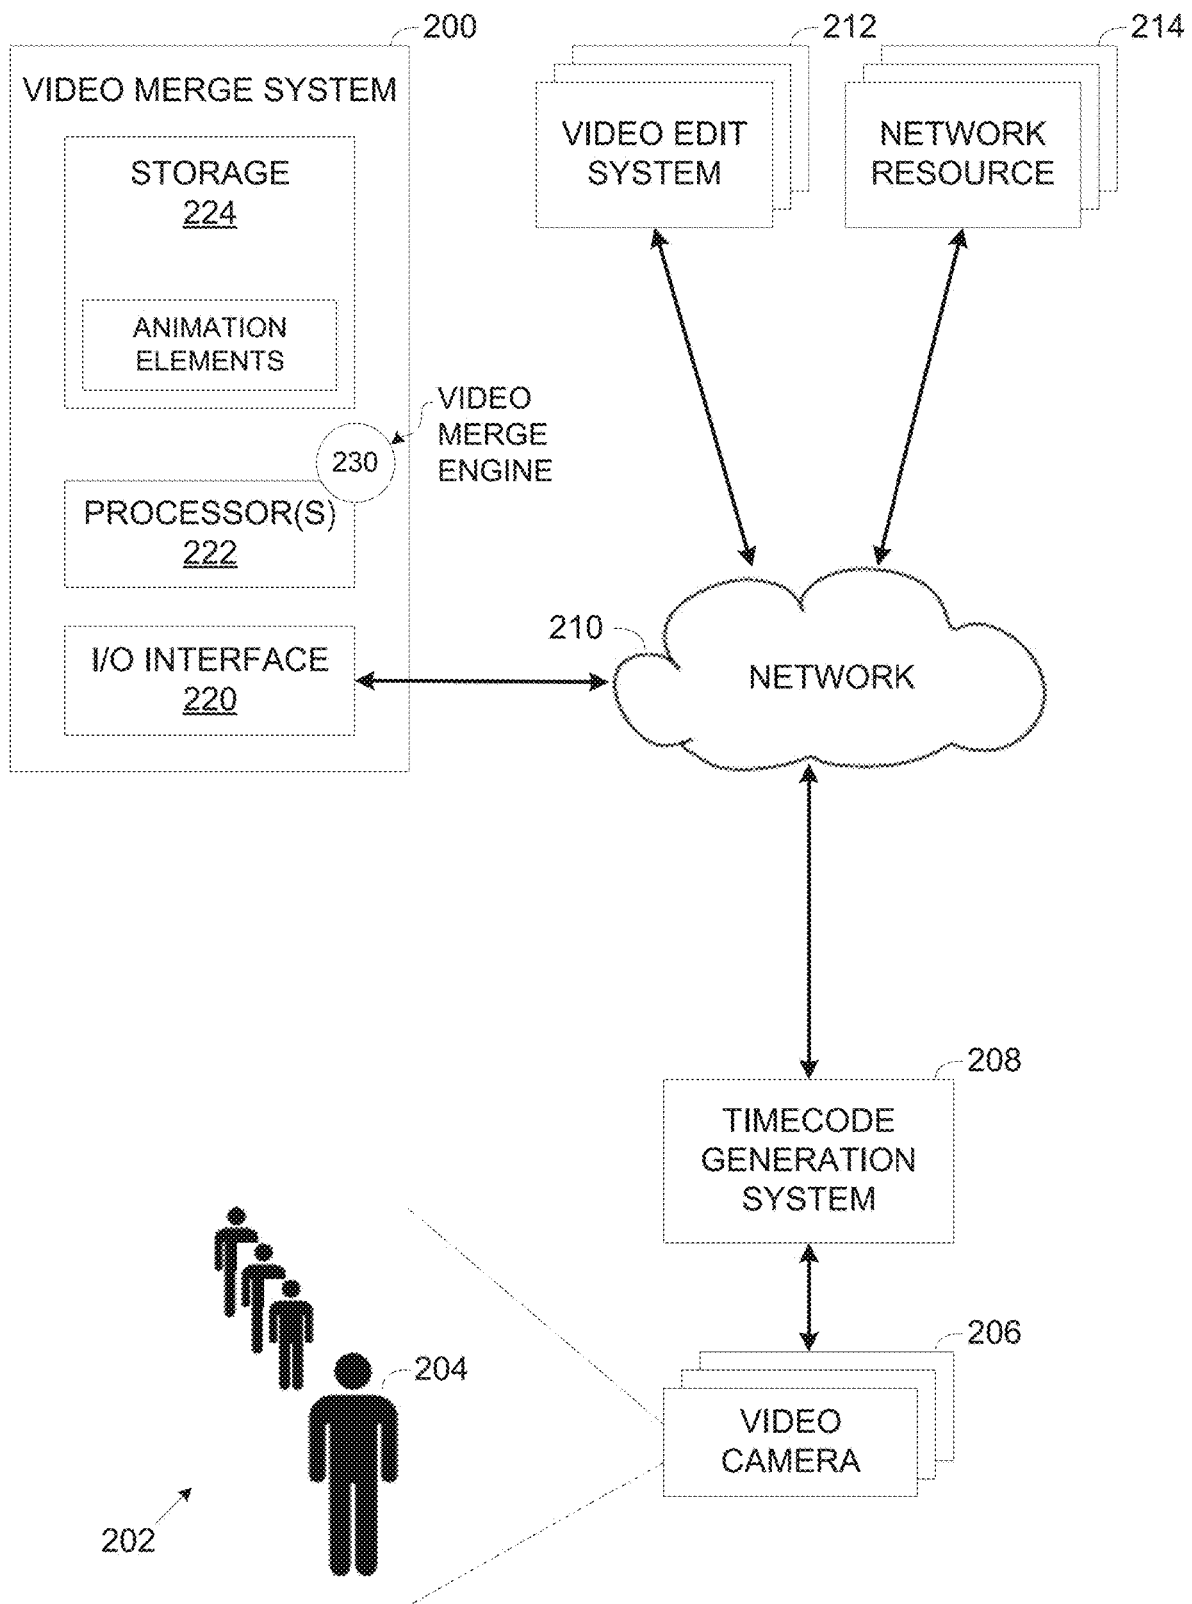 200
VIDEO MERGE SYSTEM
STORAGE
224
ANIMATION
ELEMENTS
VIDEO
MERGE
ENGINE
230
PROCESSOR(S)
222
I/O INTERFACE
220
212
VIDEO EDIT
SYSTEM
214
NETWORK
RESOURCE
210
NETWORK
208
TIMECODE
GENERATION
SYSTEM
206
VIDEO
CAMERA
204
202